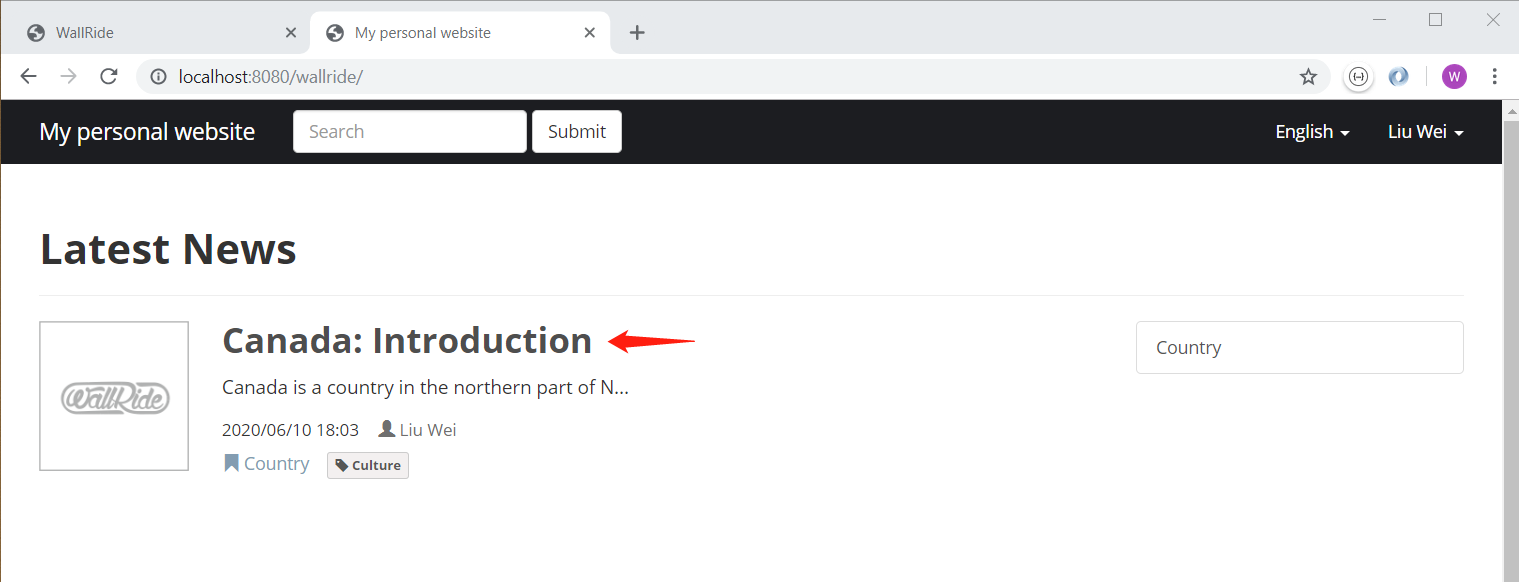 WallRide
My personal website
localhost:8080/wallride/
W
My personal website Search Submit English Liu Wei
Latest News
WallRide
Canada: Introduction
Canada is a country in the northern part of N...
2020/06/10 18:03 Liu Wei
Country Culture
Country